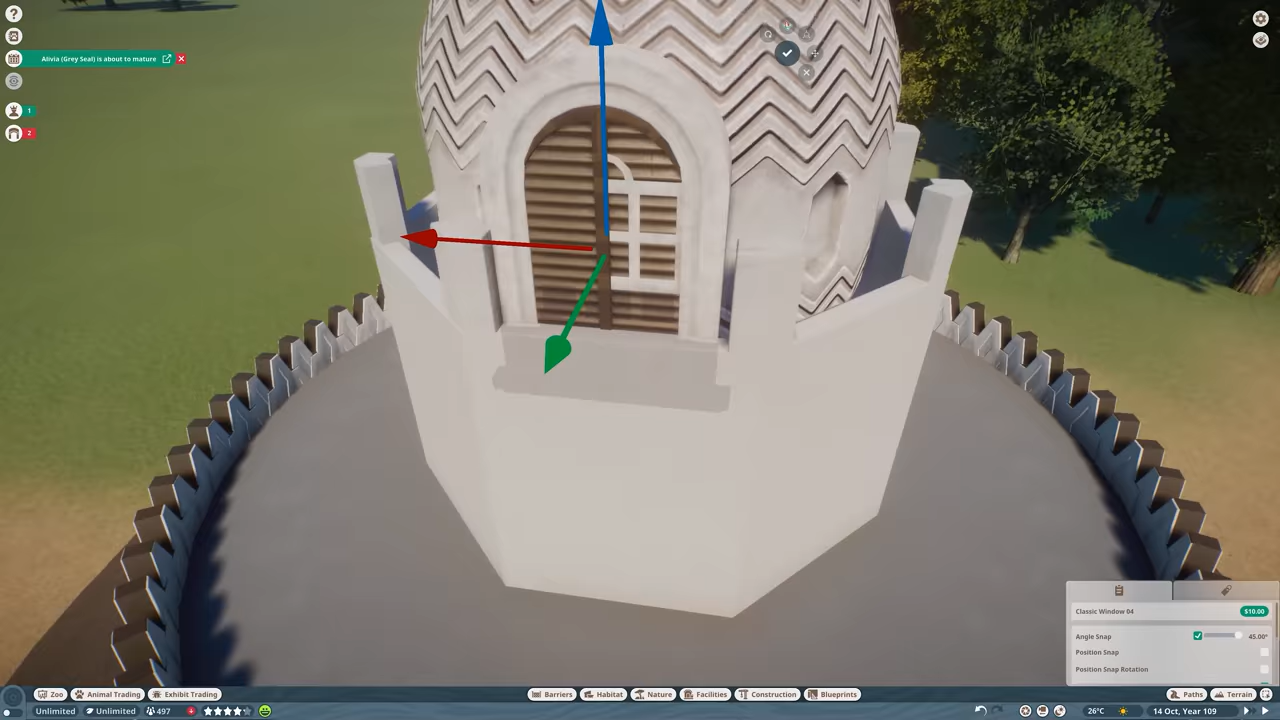 ?
Alivia (Grey Seal) is about to mature
1
2
Classic Window 04 $10.00
Angle Snap 45.00°
Position Snap
Position Snap Rotation
Zoo Animal Trading Exhibit Trading Barriers Habitat Nature Facilities Construction Blueprints Paths Terrain
Unlimited Unlimited 497 26°C 14 Oct, Year 109